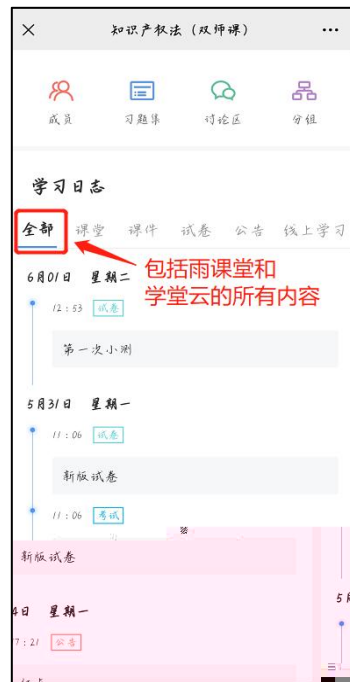 知识产权法（双师课）
成员 习题集 讨论区 分组
学习日志
全部 课堂 课件 试卷 公告 线上学习
包括雨课堂和
学堂云的所有内容
6月01日 星期二
12:53 试卷
第一次小测
5月31日 星期一
11:06 试卷
新版试卷
11:06 考试
新版试卷
4日 星期一
7:21 公告